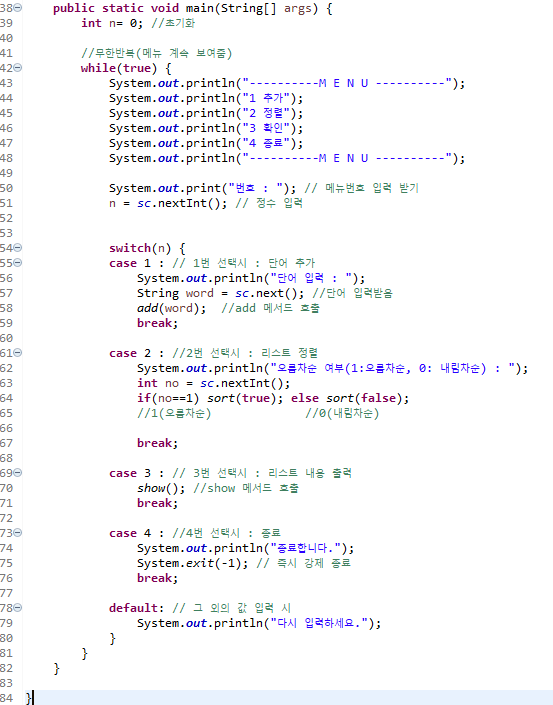 38 public static void main(String[] args) {
39 int n= 0; //초기화
40
41 //무한반복(메뉴 계속 보여줌)
42 while(true) {
43 System.out.println("----------M E N U ----------");
44 System.out.println("1 추가");
45 System.out.println("2 정렬");
46 System.out.println("3 확인");
47 System.out.println("4 종료");
48 System.out.println("----------M E N U ----------");
49
50 System.out.print("번호 : "); // 메뉴번호 입력 받기
51 n = sc.nextInt(); // 정수 입력
52
53
54 switch(n) {
55 case 1 : // 1번 선택시 : 단어 추가
56 System.out.println("단어 입력 : ");
57 String word = sc.next(); //단어 입력받음
58 add(word); //add 메서드 호출
59 break;
60
61 case 2 : //2번 선택시 : 리스트 정렬
62 System.out.println("오름차순 여부(1:오름차순, 0: 내림차순) : ");
63 int no = sc.nextInt();
64 if(no==1) sort(true); else sort(false);
65 //1(오름차순) //0(내림차순)
66
67 break;
68
69 case 3 : // 3번 선택시 : 리스트 내용 출력
70 show(); //show 메서드 호출
71 break;
72
73 case 4 : //4번 선택시 : 종료
74 System.out.println("종료합니다.");
75 System.exit(-1); // 즉시 강제 종료
76 break;
77
78 default: // 그 외의 값 입력 시
79 System.out.println("다시 입력하세요.");
80 }
81 }
82 }
83
84 }